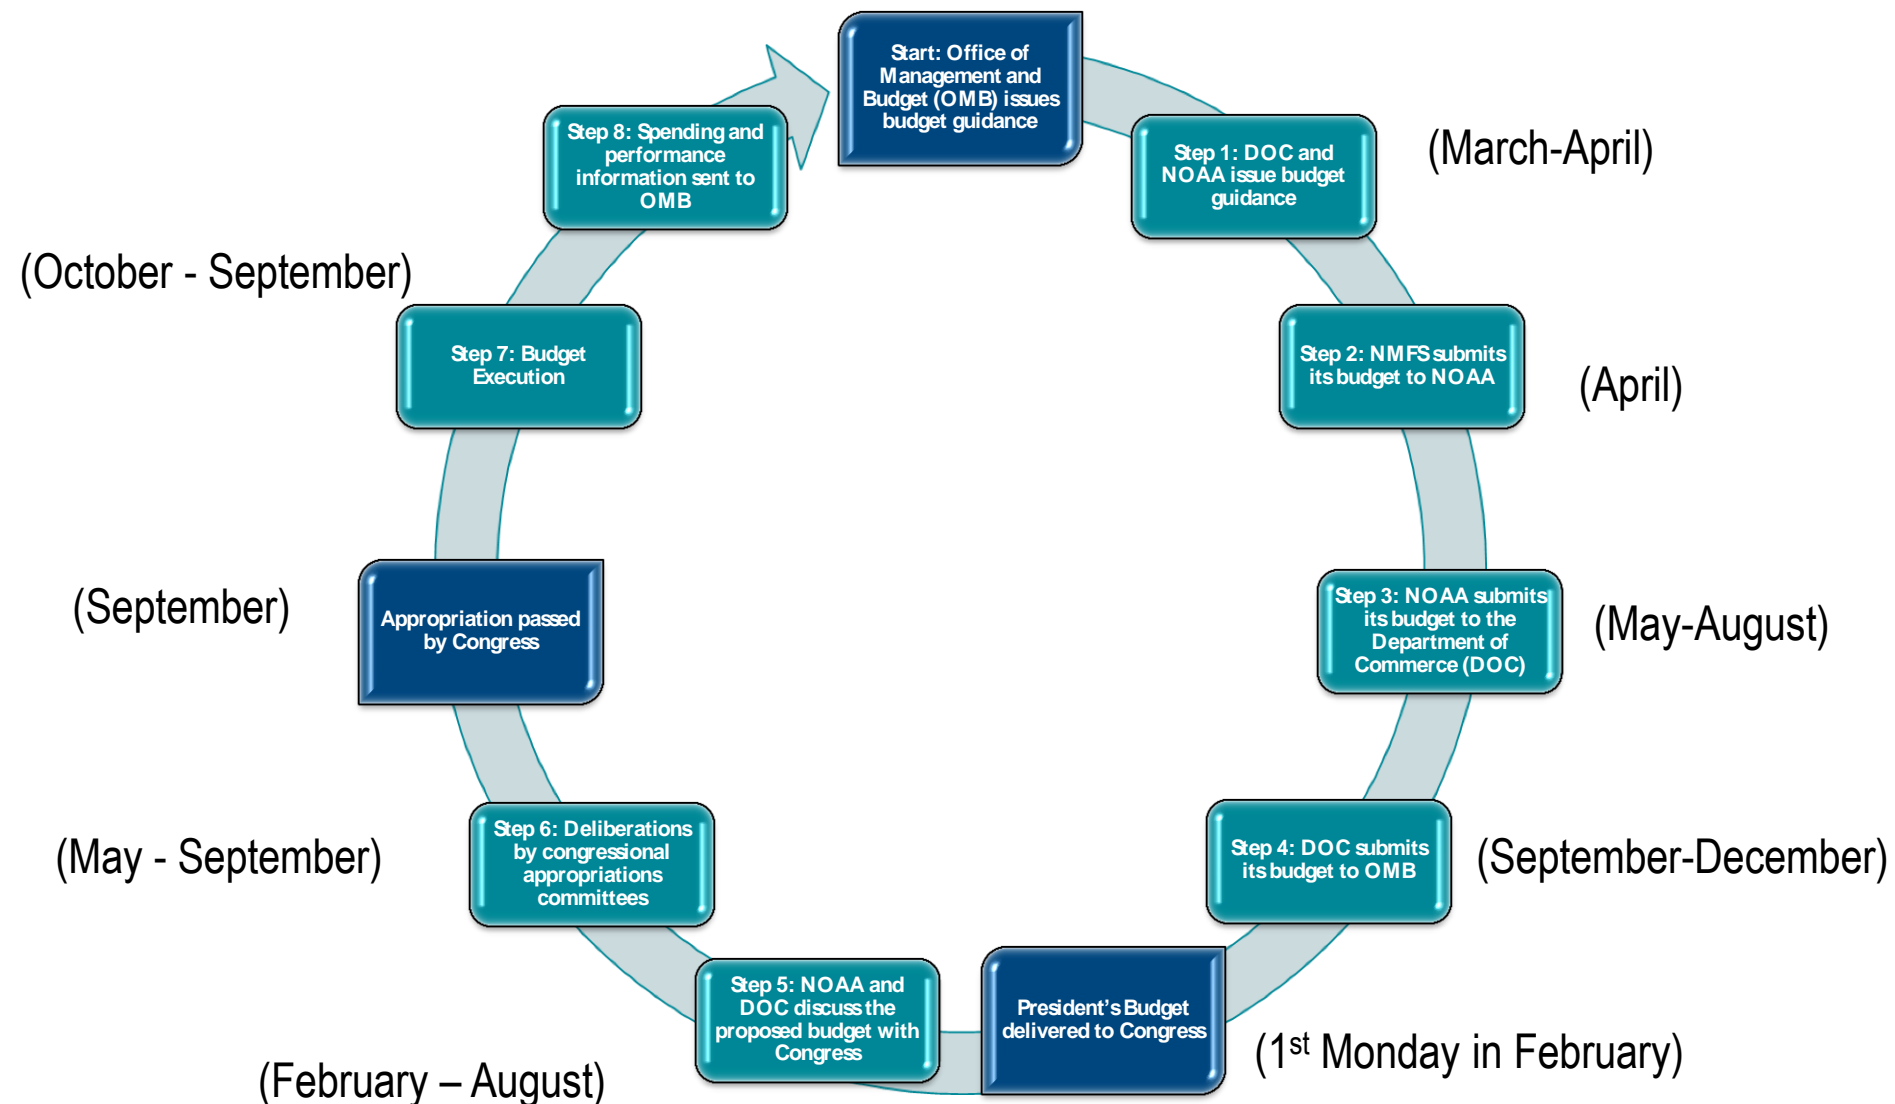 Start: Office of
Management and
Budget (OMB) issues
budget guidance
Step 1: DOC and
NOAA issue budget
guidance
(March-April)
Step 2: NMFS submits
its budget to NOAA
(April)
Step 3: NOAA submits
its budget to the
Department of
Commerce (DOC)
(May-August)
Step 4: DOC submits
its budget to OMB
(September-December)
President's Budget
delivered to Congress
(1st Monday in February)
Step 5: NOAA and
DOC discuss the
proposed budget with
Congress
(February – August)
Step 6: Deliberations
by congressional
appropriations
committees
(May - September)
Appropriation passed
by Congress
(September)
Step 7: Budget
Execution
(October - September)
Step 8: Spending and
performance
information sent to
OMB